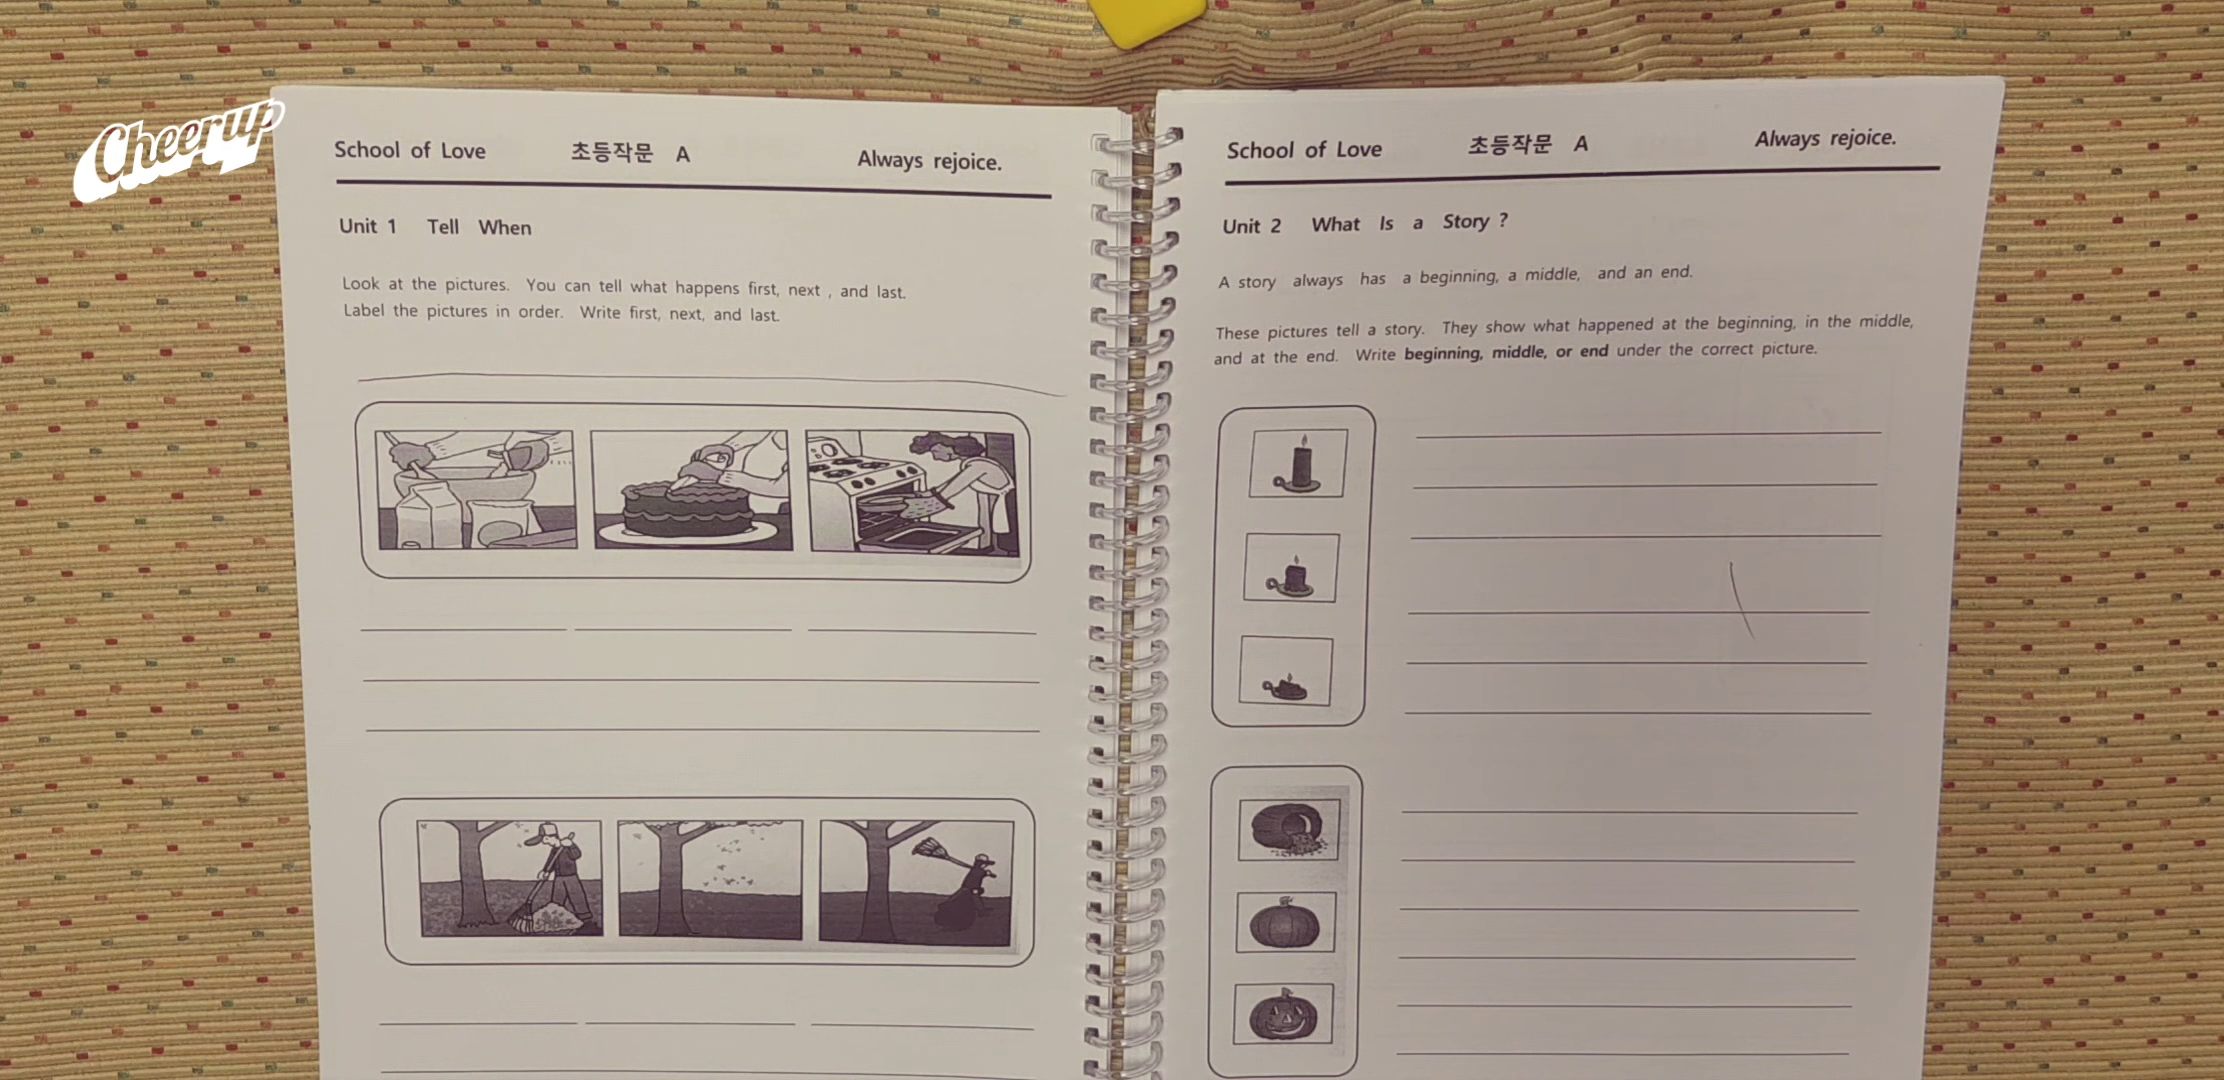 Cheerup
School of Love 초등작문 A Always rejoice.
Unit 1 Tell When
Look at the pictures. You can tell what happens first, next , and last.
Label the pictures in order. Write first, next, and last.
School of Love 초등작문 A Always rejoice.
Unit 2 What Is a Story ?
A story always has a beginning, a middle, and an end.
These pictures tell a story. They show what happened at the beginning, in the middle,
and at the end. Write beginning, middle, or end under the correct picture.